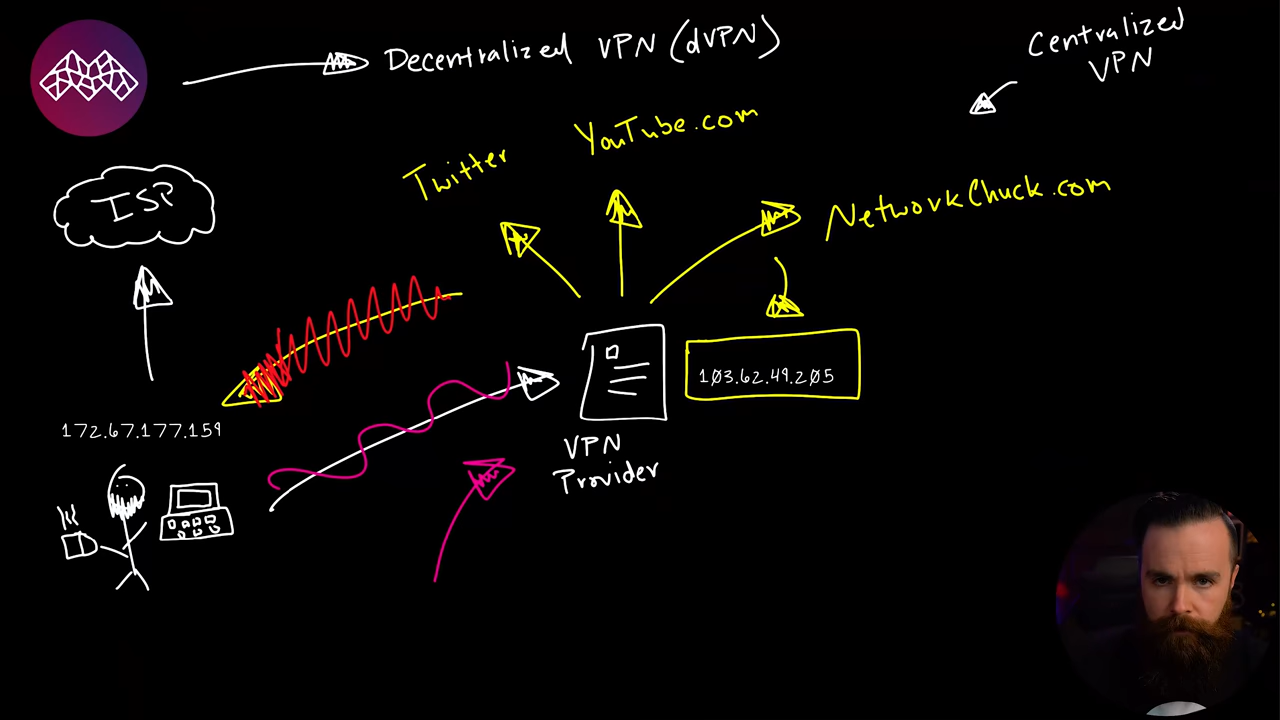 Decentralized VPN (dVPN)
Centralized
VPN
Twitter
YouTube.com
NetworkChuck.com
ISP
172.67.177.159
103.62.49.205
VPN
Provider